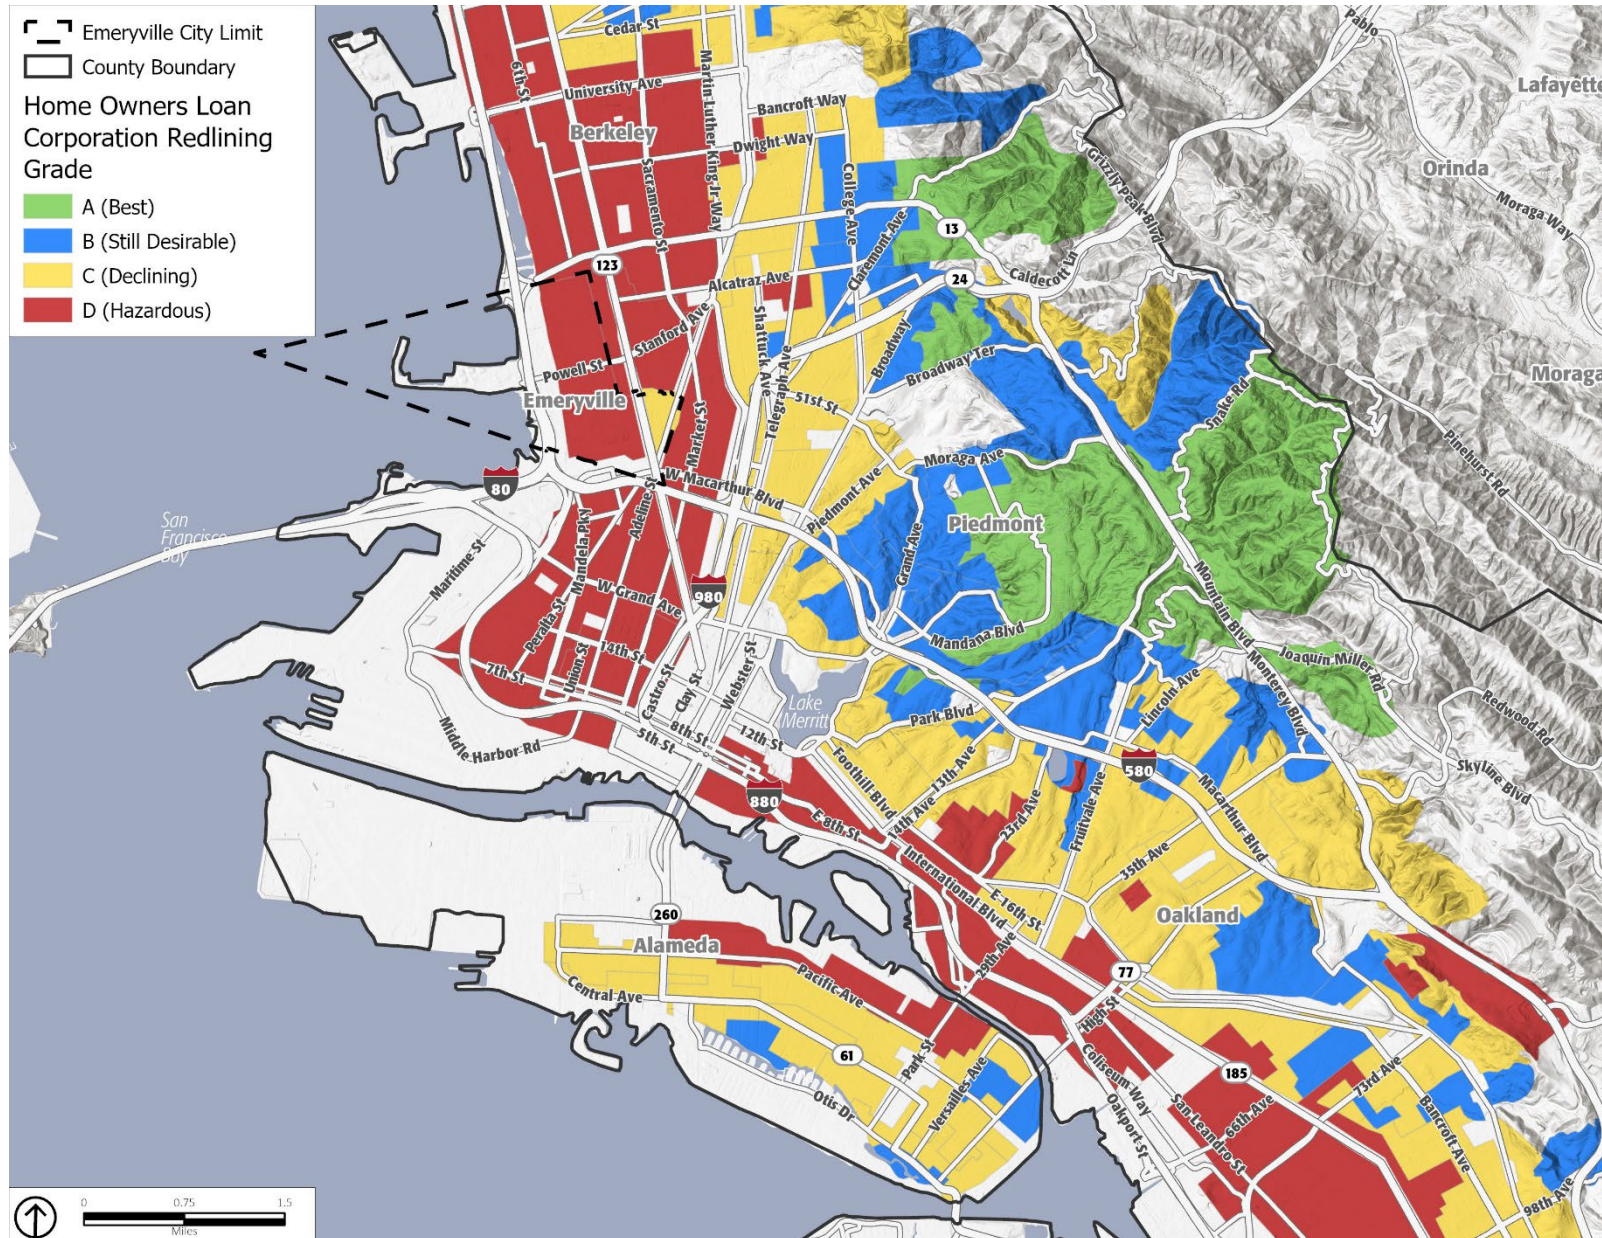 Emeryville City Limit
County Boundary
Home Owners Loan
Corporation Redlining
Grade
A (Best)
B (Still Desirable)
C (Declining)
D (Hazardous)
Cedar St
6th St
University Ave
Berkeley
Martin Luther King Jr Way
Bancroft Way
Dwight Way
Sacramento St
College Ave
Claremont Ave
Grizzly Peak Blvd
Pablo
Lafayette
Orinda
Moraga Way
Moraga
13
24
Caldecott Ln
123
Alcatraz Ave
Stanford Ave
Shattuck Ave
Telegraph Ave
Broadway
Broadway Ter
Powell St
Emeryville
Market St
51st St
Snake Rd
Pinehurst Rd
Moraga Ave
Piedmont
Piedmont Ave
Grand Ave
W Macarthur Blvd
80
San
Francisco
Bay
Maritime St
Mandela Pky
Adeline St
W Grand Ave
980
Peralta St
14th St
Union St
7th St
Castro St
Clay St
Webster St
8th St
5th St
12th St
Middle Harbor Rd
Lake
Merritt
Mandana Blvd
Mountain Blvd
Monterey Blvd
Joaquin Miller Rd
Redwood Rd
Skyline Blvd
Lincoln Ave
Park Blvd
13th Ave
14th Ave
Foothill Blvd
580
880
E 8th St
23rd Ave
Fruitvale Ave
Macarthur Blvd
35th Ave
International Blvd
E 16th St
Oakland
260
Alameda
Pacific Ave
Central Ave
29th Ave
77
High St
61
Park St
Versailles Ave
Otis Dr
Coliseum Way
Oakport St
San Leandro St
66th Ave
185
73rd Ave
Bancroft Ave
98th Ave
0
0.75
1.5
Miles